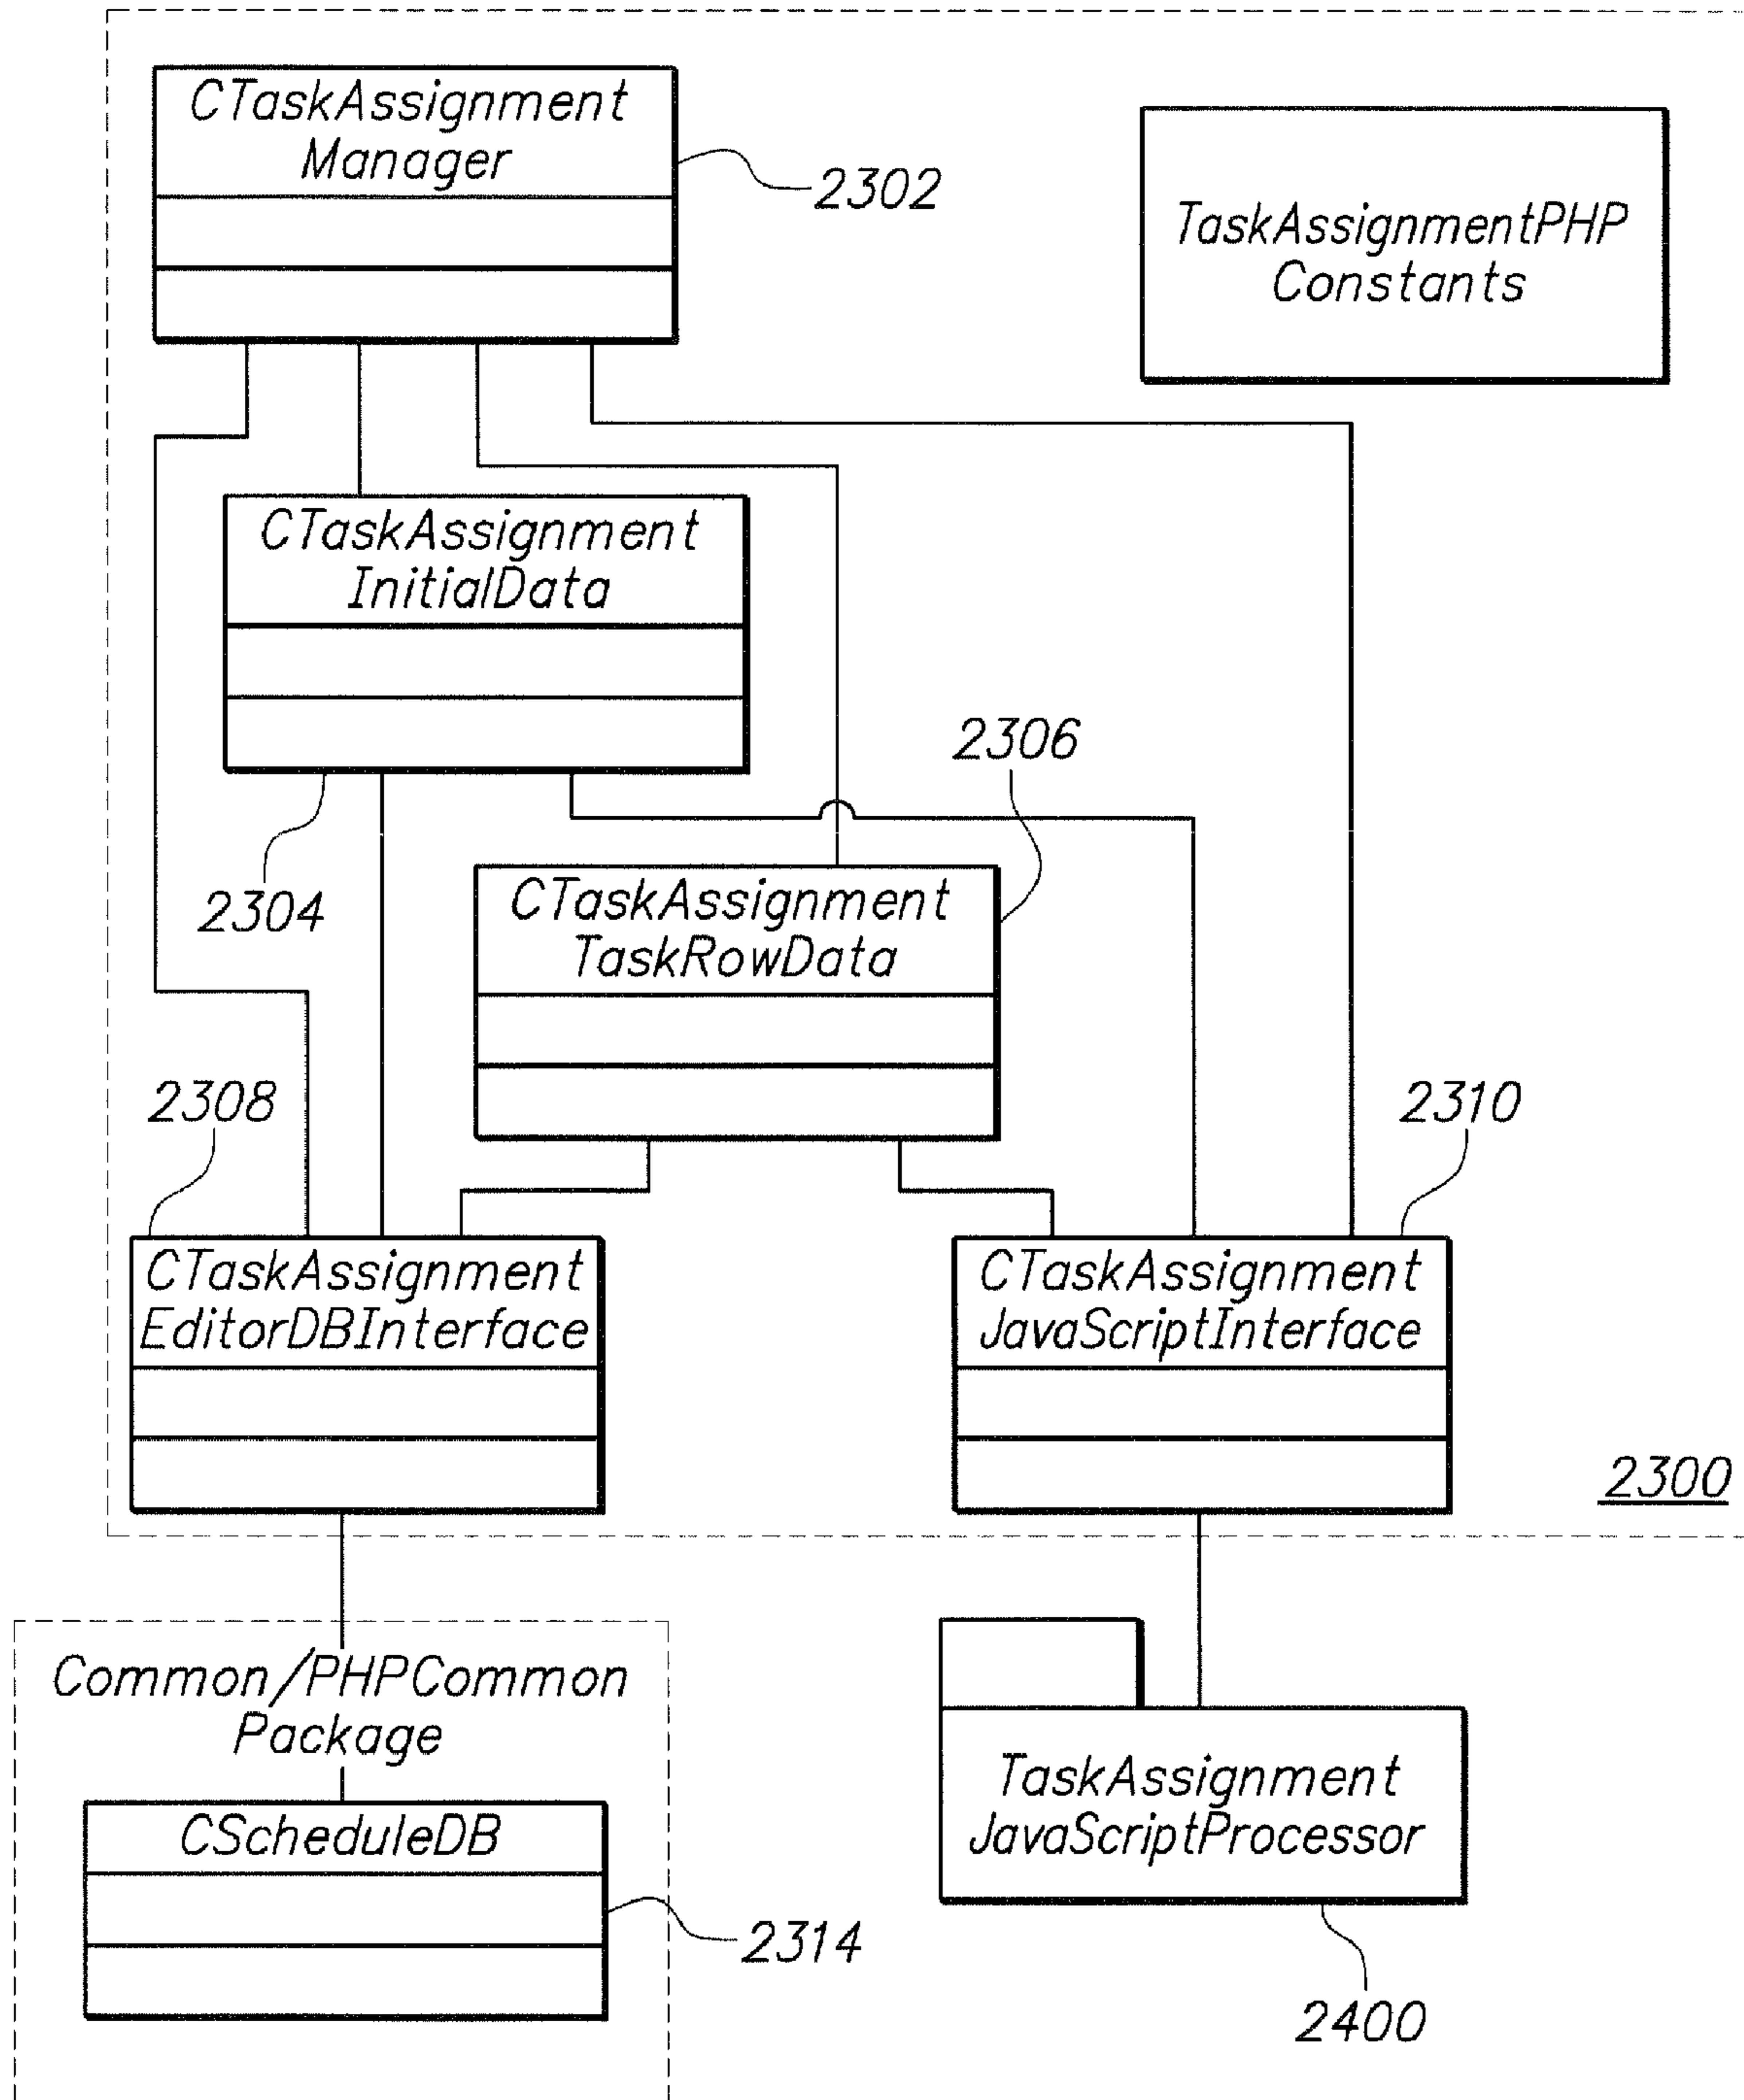 CTaskAssignment
Manager
2302
TaskAssignmentPHP
Constants
CTaskAssignment
InitialData
2304
2306
CTaskAssignment
TaskRowData
2308
2310
CTaskAssignment
EditorDBInterface
CTaskAssignment
JavaScriptInterface
2300
Common/PHPCommon
Package
CScheduleDB
2314
TaskAssignment
JavaScriptProcessor
2400